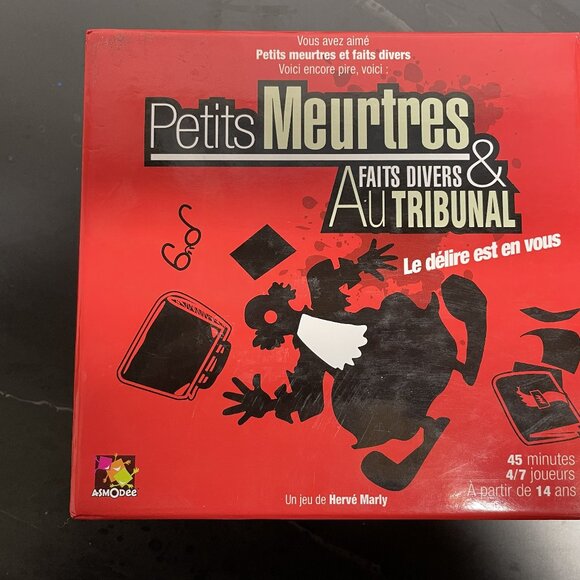 Vous avez aimé
Petits meurtres et faits divers
Voici encore pire, voici :
Petits Meurtres
FAITS DIVERS &
Au TRIBUNAL
Le délire est en vous
45 minutes
4/7 joueurs
À partir de 14 ans
Un jeu de Hervé Marly
ASMODee